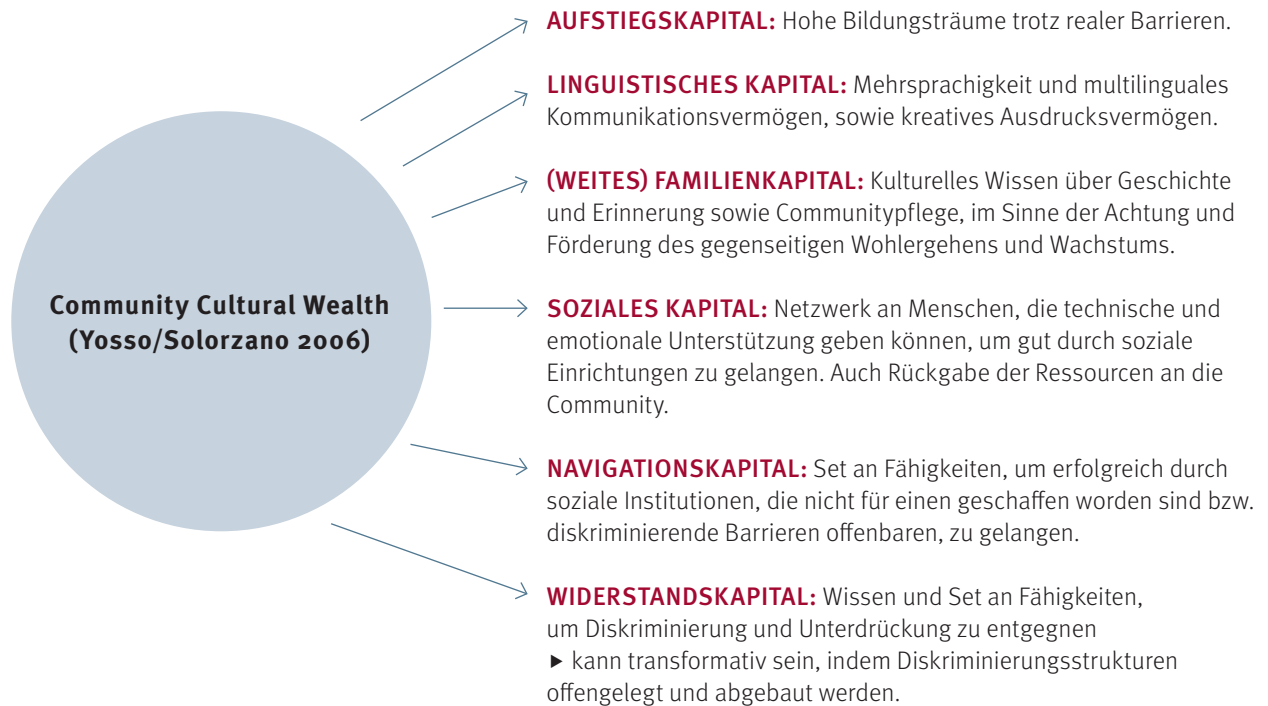 AUFSTIEGSKAPITAL: Hohe Bildungsträume trotz realer Barrieren.
LINGUISTISCHES KAPITAL: Mehrsprachigkeit und multilinguales
Kommunikationsvermögen, sowie kreatives Ausdrucksvermögen.
(WEITES) FAMILIENKAPITAL: Kulturelles Wissen über Geschichte
und Erinnerung sowie Communitypflege, im Sinne der Achtung und
Förderung des gegenseitigen Wohlergehens und Wachstums.
Community Cultural Wealth
(Yosso/Solorzano 2006)
SOZIALES KAPITAL: Netzwerk an Menschen, die technische und
emotionale Unterstützung geben können, um gut durch soziale
Einrichtungen zu gelangen. Auch Rückgabe der Ressourcen an die
Community.
NAVIGATIONSKAPITAL: Set an Fähigkeiten, um erfolgreich durch
soziale Institutionen, die nicht für einen geschaffen worden sind bzw.
diskriminierende Barrieren offenbaren, zu gelangen.
WIDERSTANDSKAPITAL: Wissen und Set an Fähigkeiten,
um Diskriminierung und Unterdrückung zu entgegnen
▶ kann transformativ sein, indem Diskriminierungsstrukturen
offengelegt und abgebaut werden.